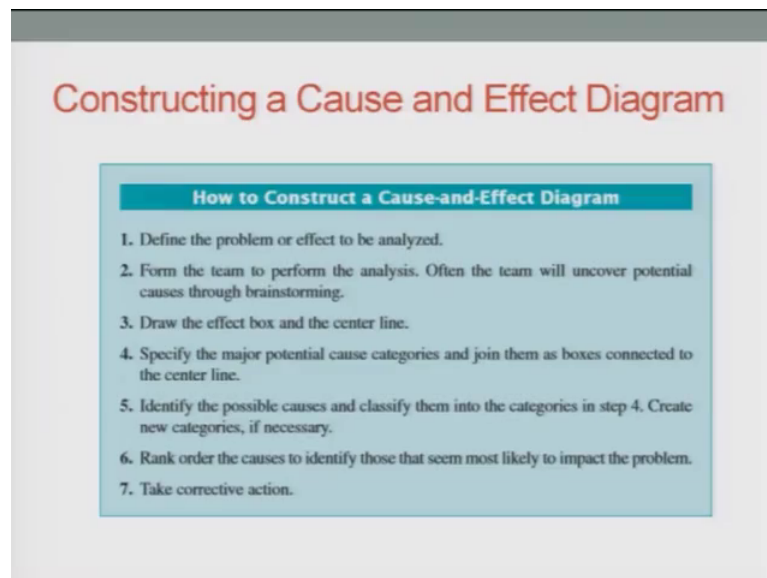 Constructing a Cause and Effect Diagram
How to Construct a Cause-and-Effect Diagram
1. Define the problem or effect to be analyzed.
2. Form the team to perform the analysis. Often the team will uncover potential
causes through brainstorming.
3. Draw the effect box and the center line.
4. Specify the major potential cause categories and join them as boxes connected to
the center line.
5. Identify the possible causes and classify them into the categories in step 4. Create
new categories, if necessary.
6. Rank order the causes to identify those that seem most likely to impact the problem.
7. Take corrective action.